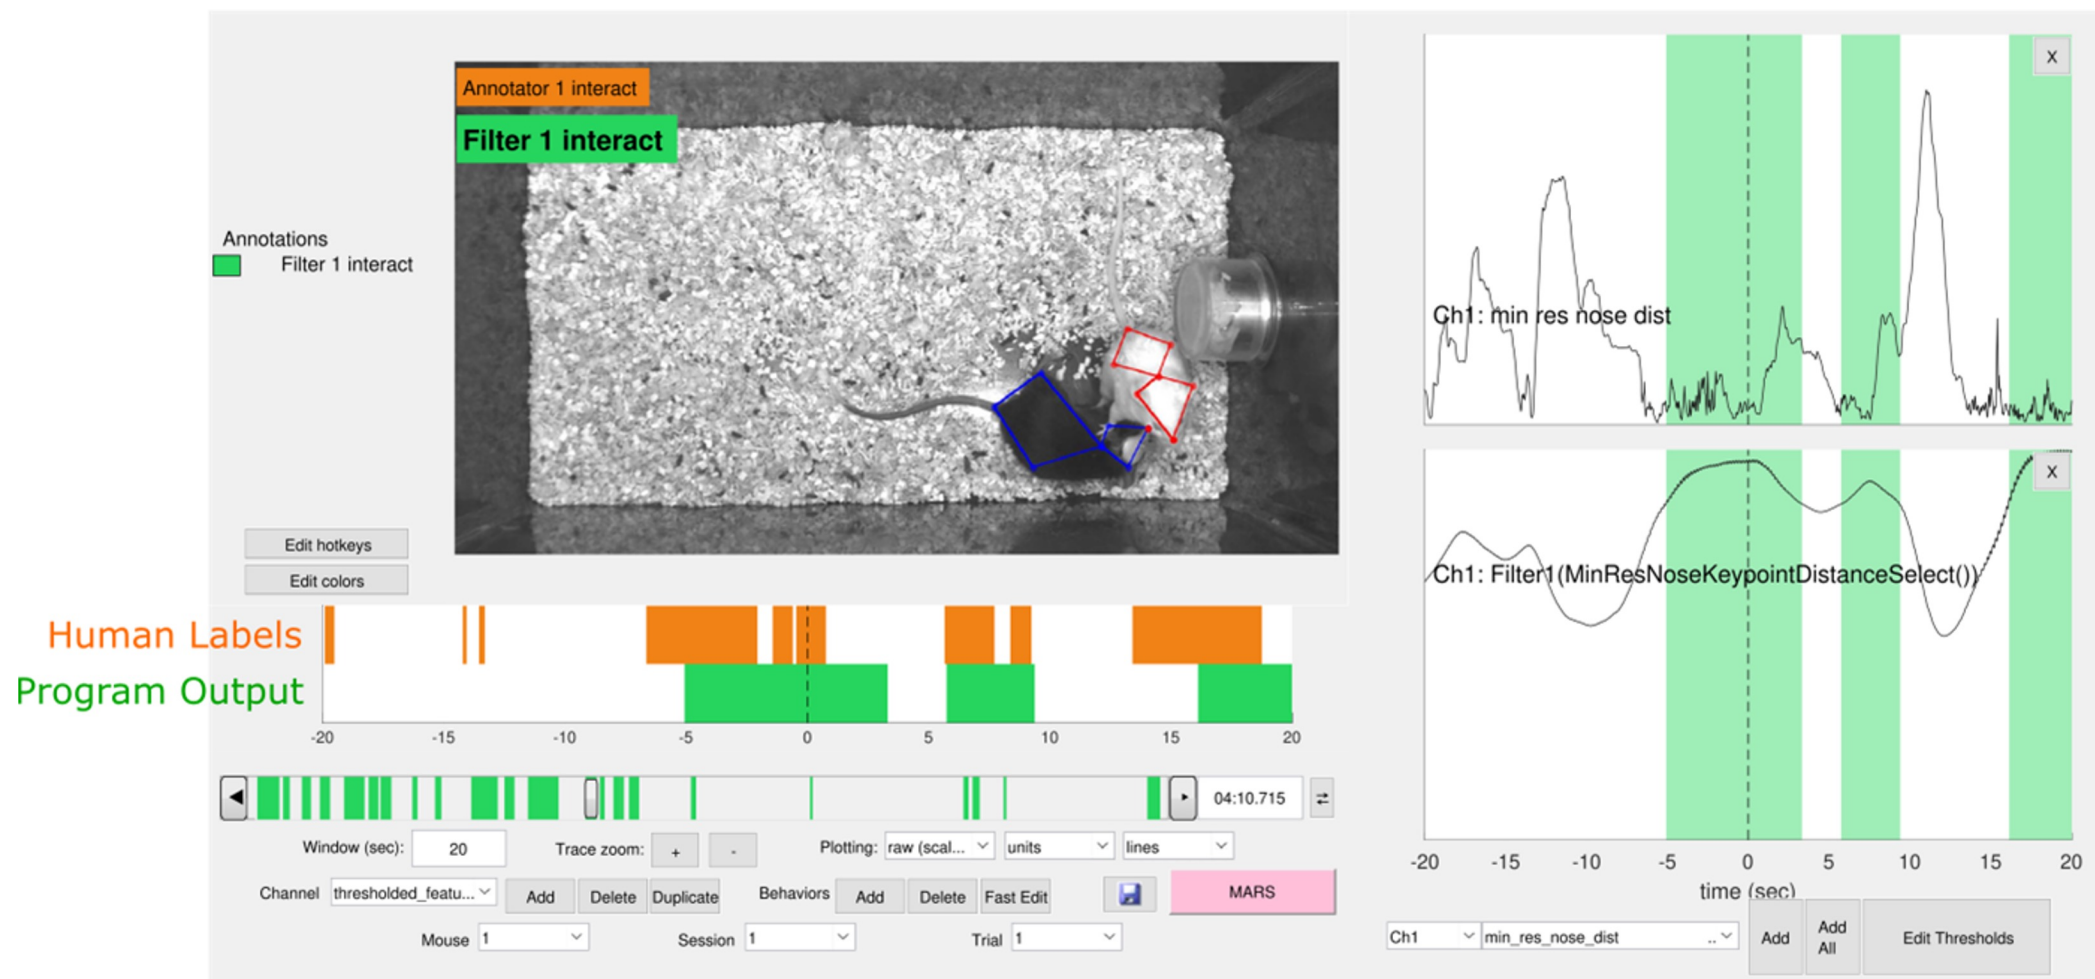 Annotator 1 interact
Filter 1 interact
Annotations
Filter 1 interact
Edit hotkeys
Edit colors
Human Labels
Program Output
-20 -15 -10 -5 0 5 10 15 20
04:10.715
Window (sec): 20 Trace zoom: + - Plotting: raw (scal... units lines
Channel thresholded_featu... Add Delete Duplicate Behaviors Add Delete Fast Edit MARS
Mouse 1 Session 1 Trial 1
X
Ch1: min res nose dist
X
Ch1: Filter1(MinResNoseKeypointDistanceSelect())
-20 -15 -10 -5 0 5 10 15 20
time (sec)
Ch1 min_res_nose_dist .. Add Add All Edit Thresholds